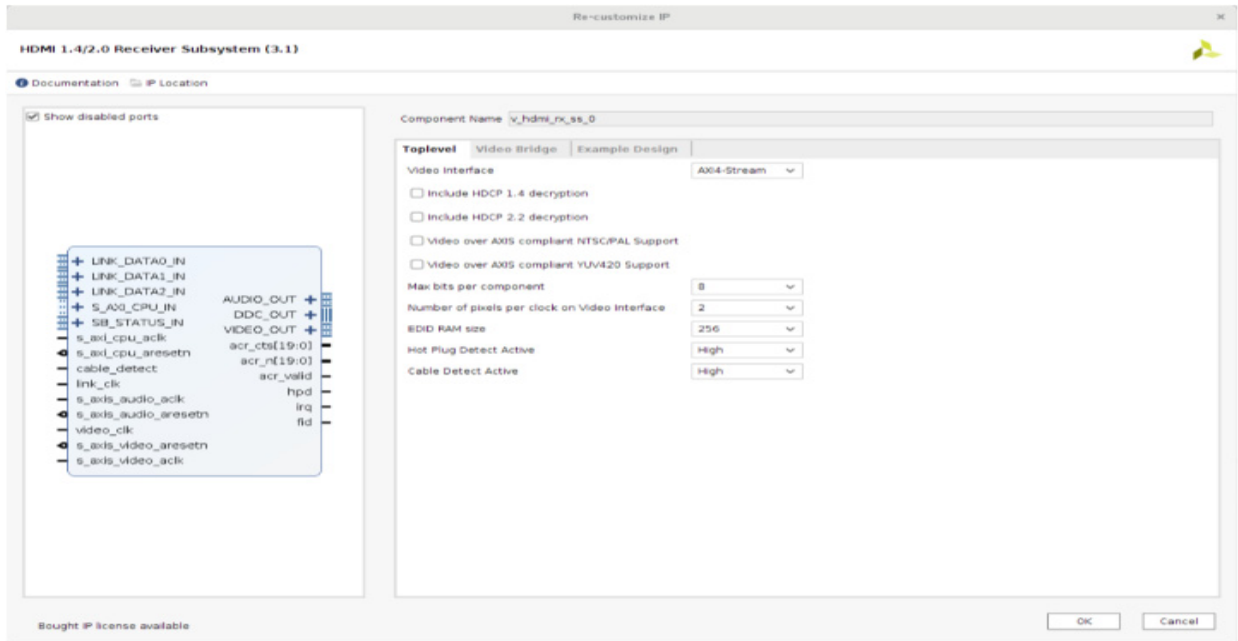 Re-customize IP
HDMI 1.4/2.0 Receiver Subsystem (3.1)
Documentation IP Location
Show disabled ports
LINK_DATA0_IN
LINK_DATA1_IN
LINK_DATA2_IN
S_AXI_CPU_IN
SB_STATUS_IN
s_axi_cpu_aclk
s_axi_cpu_aresetn
cable_detect
link_clk
s_axis_audio_aclk
s_axis_audio_aresetn
video_clk
s_axis_video_aresetn
s_axis_video_aclk
AUDIO_OUT
DDC_OUT
VIDEO_OUT
acr_cts[19:0]
acr_n[19:0]
acr_valid
hpd
irq
fid
Component Name v_hdmi_rx_ss_0
Toplevel Video Bridge Example Design
Video Interface AXI4-Stream
Include HDCP 1.4 decryption
Include HDCP 2.2 decryption
Video over AXIS compliant NTSC/PAL Support
Video over AXIS compliant YUV420 Support
Max bits per component 8
Number of pixels per clock on Video Interface 2
EDID RAM size 256
Hot Plug Detect Active High
Cable Detect Active High
Bought IP license available
OK Cancel